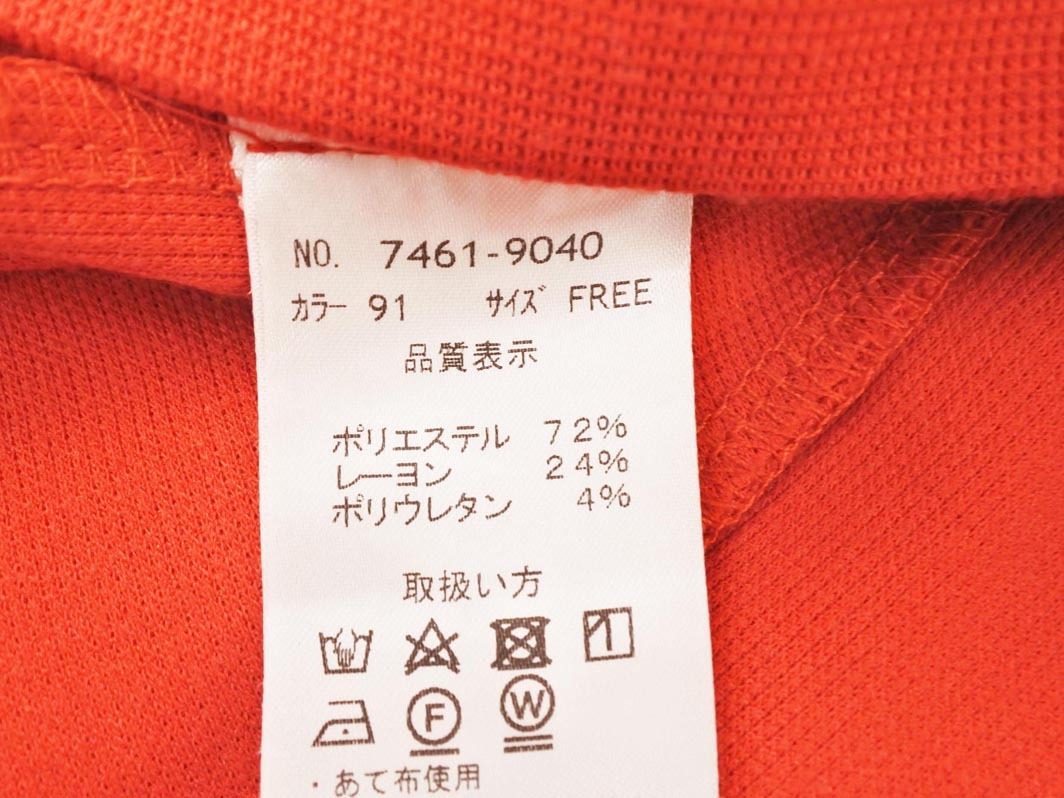 NO. 7461-9040
カラー 91 サイズ FREE
品質表示
ポリエステル 72%
レーヨン 24%
ポリウレタン 4%
取扱い方
F W
・あて布使用